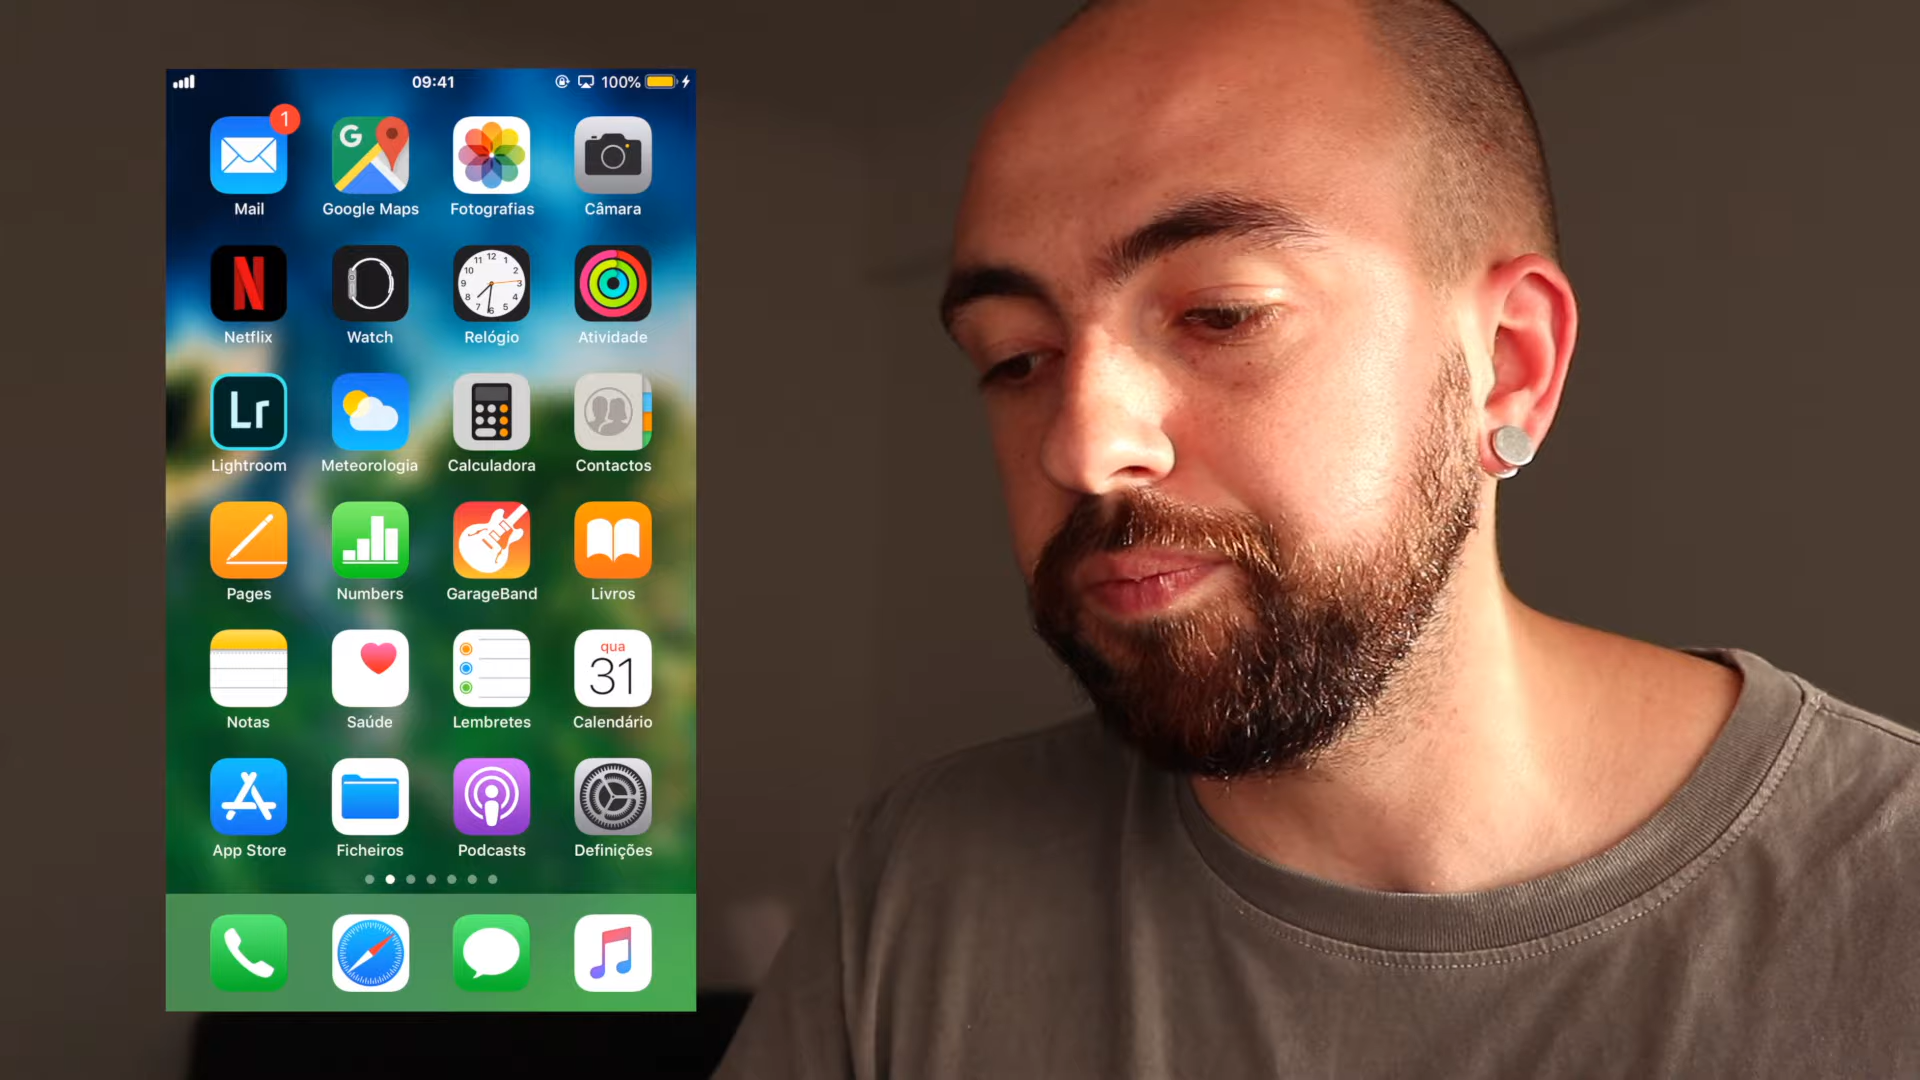 09:41 100%
1
Mail Google Maps Fotografias Câmara
Netflix Watch Relógio Atividade
Lr
Lightroom Meteorologia Calculadora Contactos
Pages Numbers GarageBand Livros
qua
31
Notas Saúde Lembretes Calendário
App Store Ficheiros Podcasts Definições